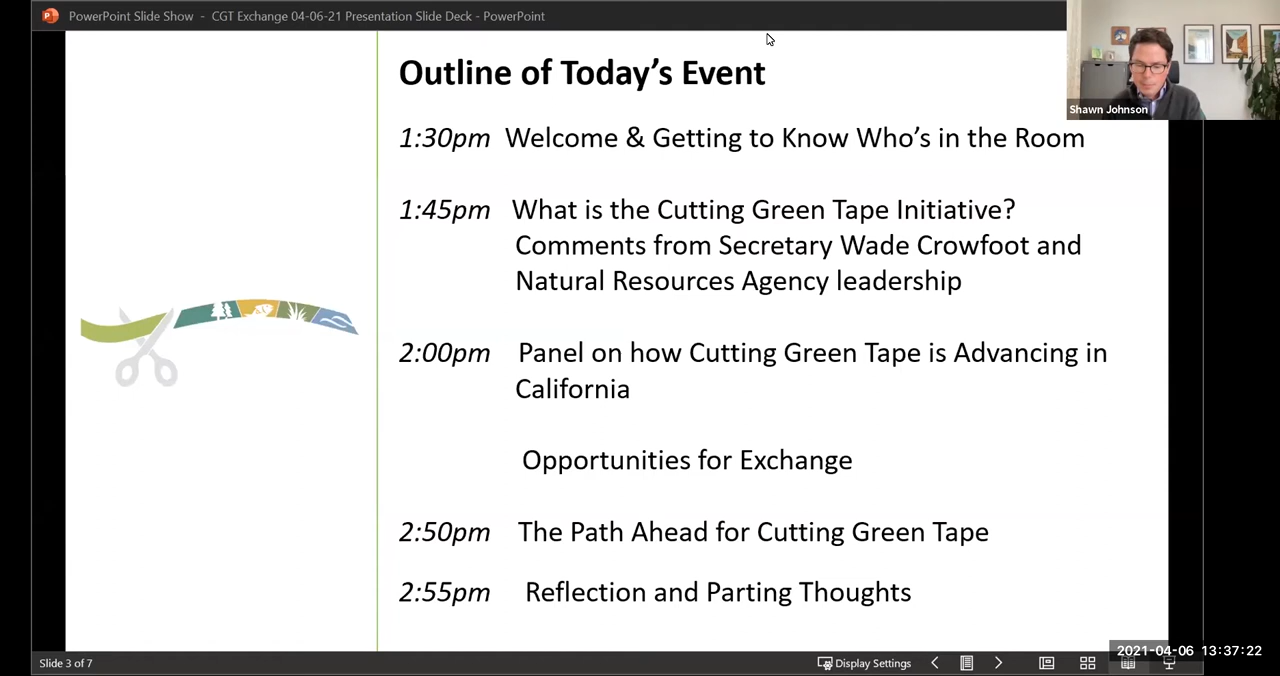 PowerPoint Slide Show - CGT Exchange 04-06-21 Presentation Slide Deck - PowerPoint
Shawn Johnson
Outline of Today's Event
1:30pm Welcome & Getting to Know Who's in the Room
1:45pm What is the Cutting Green Tape Initiative?
Comments from Secretary Wade Crowfoot and
Natural Resources Agency leadership
2:00pm Panel on how Cutting Green Tape is Advancing in
California
Opportunities for Exchange
2:50pm The Path Ahead for Cutting Green Tape
2:55pm Reflection and Parting Thoughts
2021-04-06 13:37:22
Slide 3 of 7
Display Settings